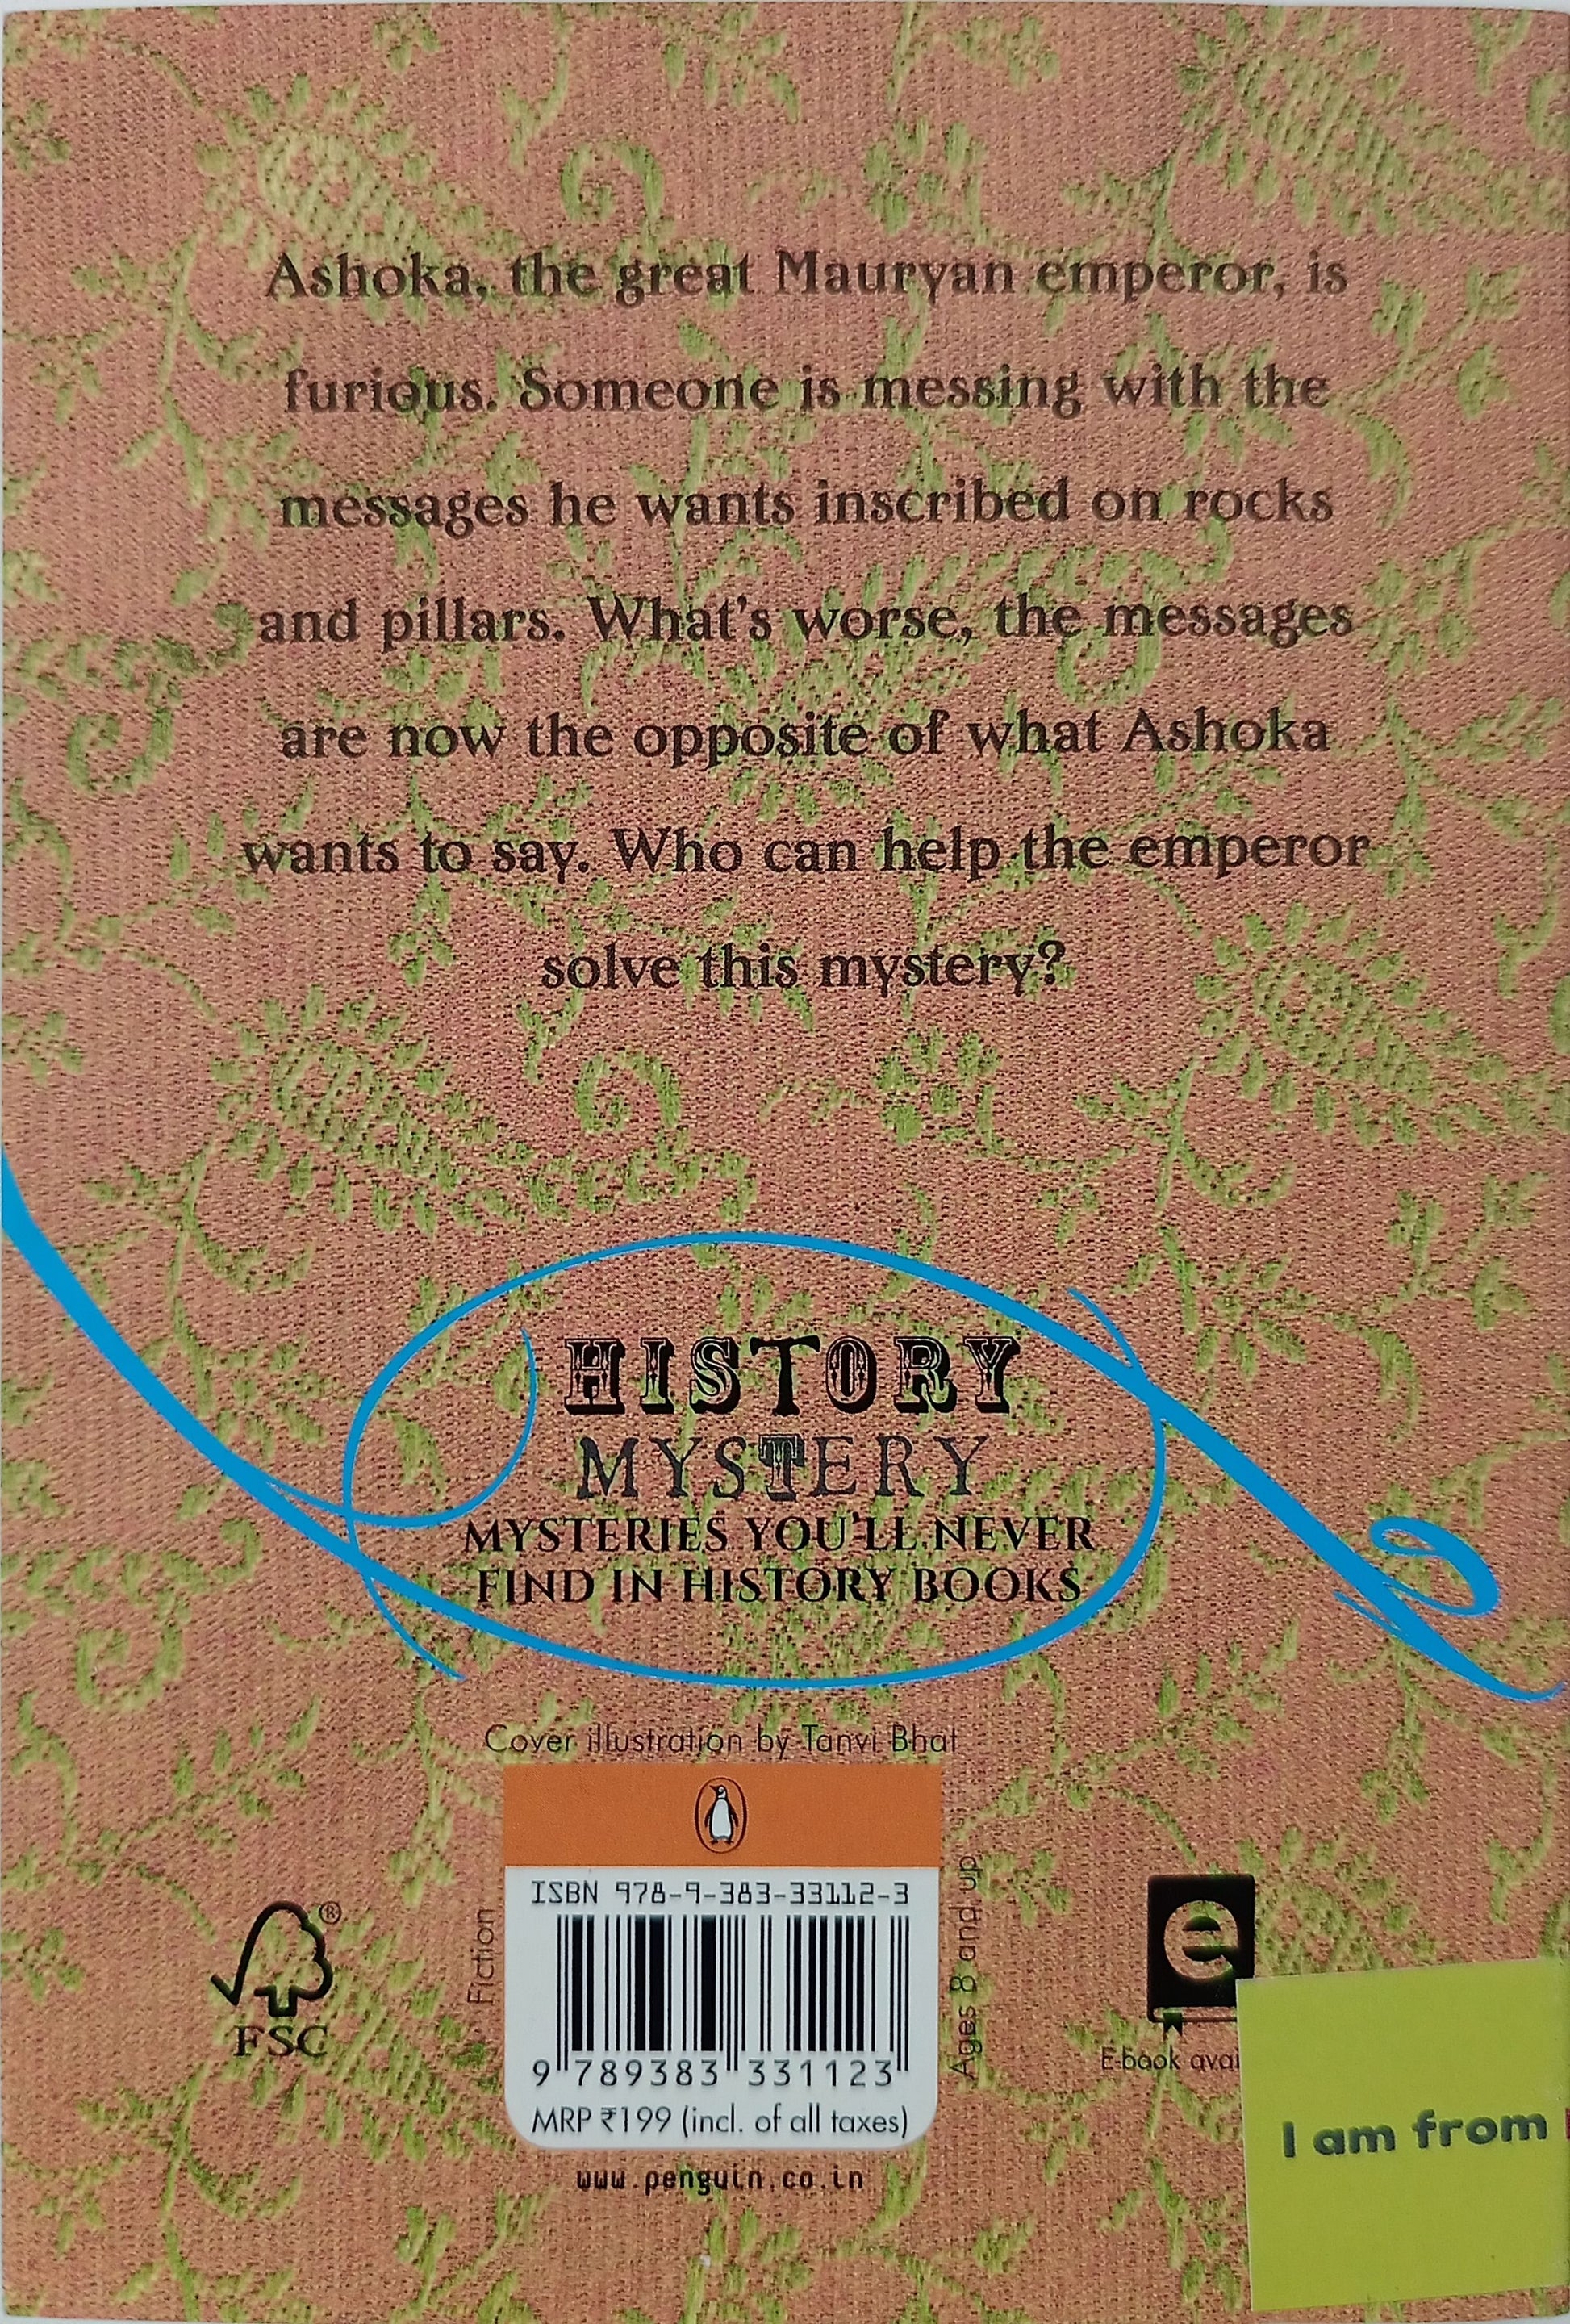 Ashoka, the great Mauryan emperor, is
furious. Someone is messing with the
messages he wants inscribed on rocks
and pillars. What's worse, the messages
are now the opposite of what Ashoka
wants to say. Who can help the emperor
solve this mystery?
HISTORY
MYSTERY
MYSTERIES YOU'LL NEVER
FIND IN HISTORY BOOKS
Cover illustration by Tanvi Bhat
ISBN 978-9-383-33112-3
Fiction
Ages 8 and up
9 789383 331123
MRP ₹199 (incl. of all taxes)
www.penguin.co.in
®
FSC
e
E-book
I am from